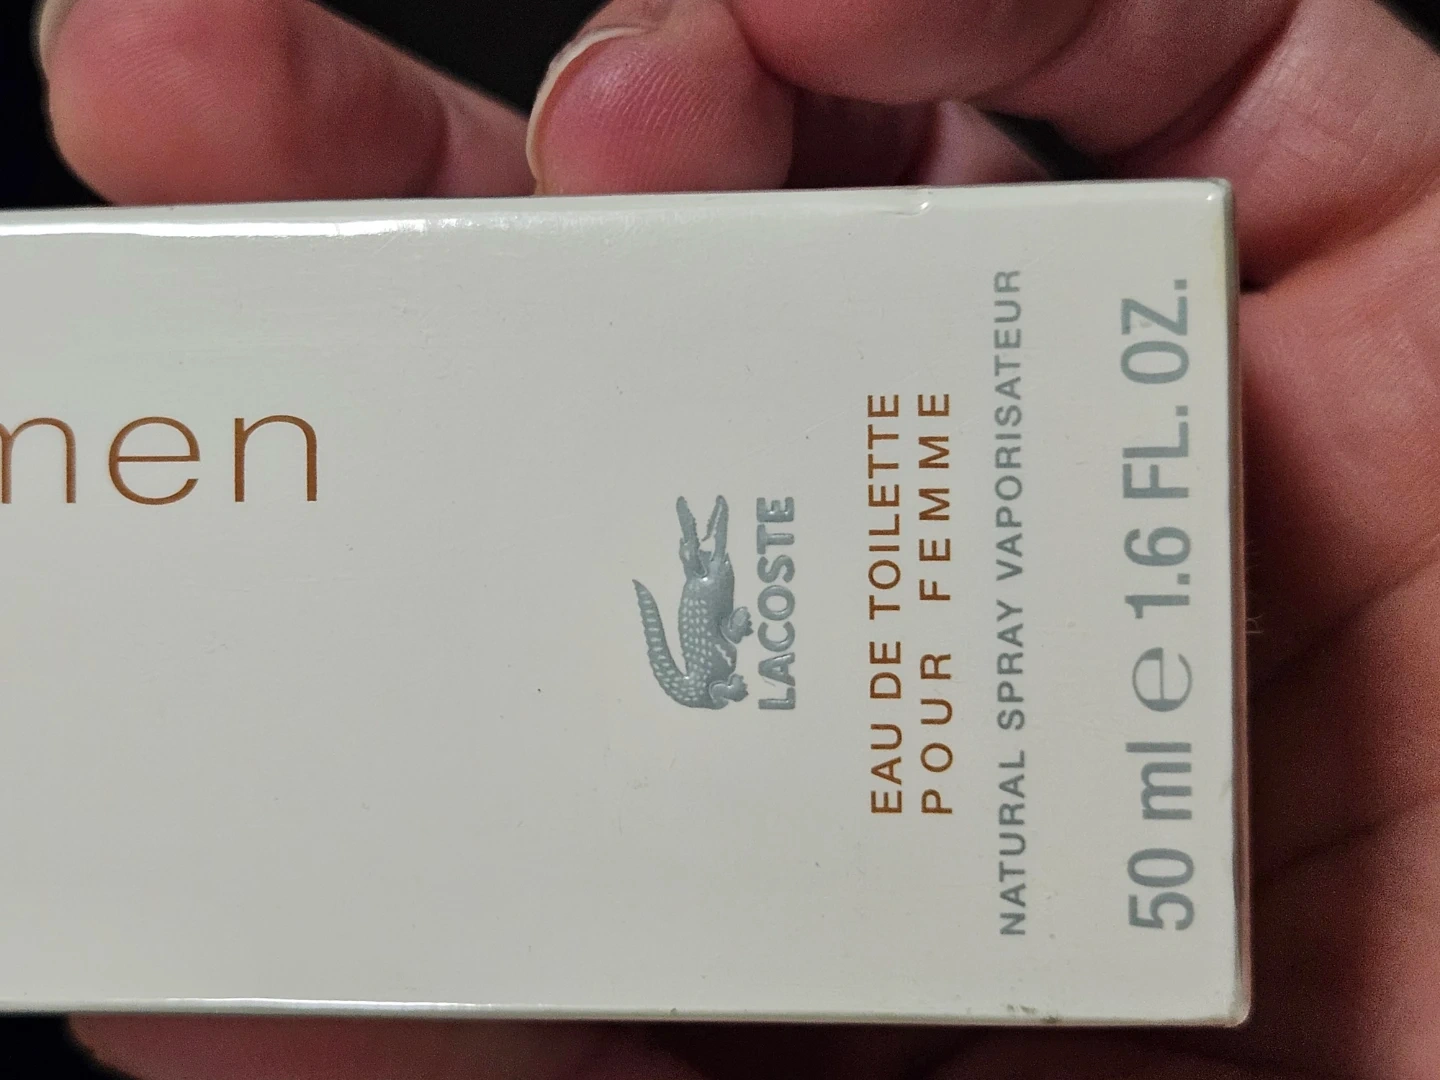 men
LACOSTE
EAU DE TOILETTE
POUR FEMME
NATURAL SPRAY VAPORISATEUR
50 ml e 1.6 FL. OZ.